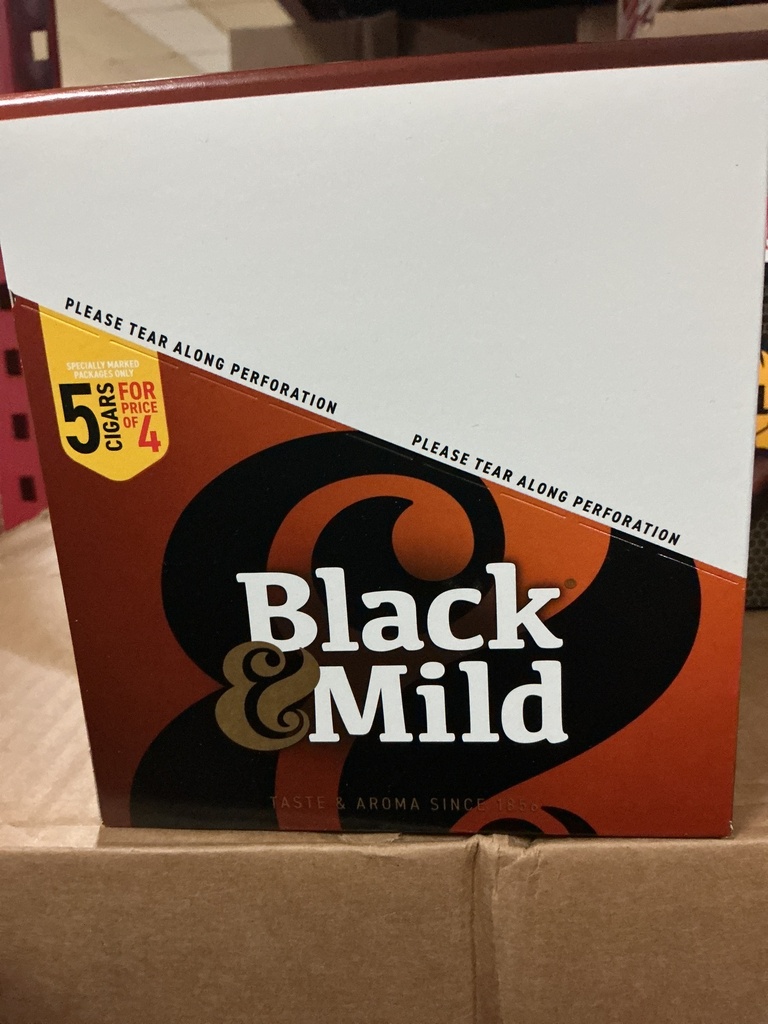 PLEASE TEAR ALONG PERFORATION
PLEASE TEAR ALONG PERFORATION
SPECIALLY MARKED
PACKAGES ONLY
5 CIGARS FOR
PRICE
OF 4
Black
& Mild
TASTE & AROMA SINCE